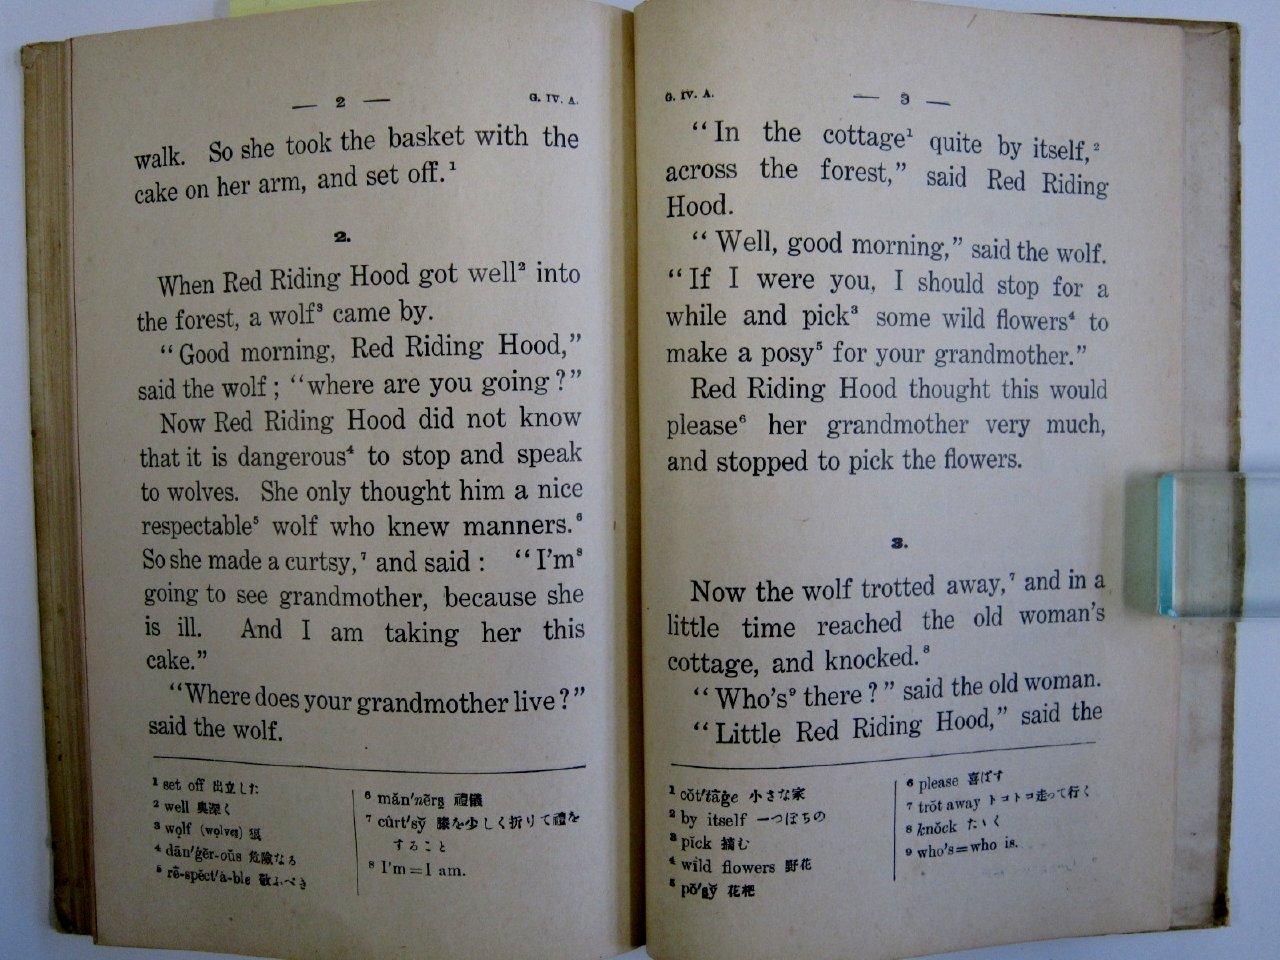 — 2 —
G. IV. A.
walk. So she took the basket with the
cake on her arm, and set off.¹
2.
When Red Riding Hood got well² into
the forest, a wolf³ came by.
“Good morning, Red Riding Hood,”
said the wolf; “where are you going?”
Now Red Riding Hood did not know
that it is dangerous⁴ to stop and speak
to wolves. She only thought him a nice
respectable⁵ wolf who knew manners.⁶
So she made a curtsy,⁷ and said: “I'm⁸
going to see grandmother, because she
is ill. And I am taking her this
cake.”
“Where does your grandmother live?”
said the wolf.
¹ set off 出立した
² well 奥深く
³ wọlf (wọlves) 狼
⁴ dān′ġẽr-oŭs 危險なる
⁵ rē-spĕct′ȧ-ble 敬ふべき
⁶ măn′nẽrs 禮儀
⁷ cûrt′sy̆ 膝を少しく折りて禮を
する こと
⁸ I'm = I am.
G. IV. A.
— 3 —
“In the cottage¹ quite by itself,²
across the forest,” said Red Riding
Hood.
“Well, good morning,” said the wolf.
“If I were you, I should stop for a
while and pick³ some wild flowers⁴ to
make a posy⁵ for your grandmother.”
Red Riding Hood thought this would
please⁶ her grandmother very much,
and stopped to pick the flowers.
3.
Now the wolf trotted away,⁷ and in a
little time reached the old woman's
cottage, and knocked.⁸
“Who's⁹ there?” said the old woman.
“Little Red Riding Hood,” said the
¹ cŏt′tāġe 小さな家
² by itself 一つぼちの
³ pĭck 摘む
⁴ wild flowers 野花
⁵ pō′sy̆ 花杷
⁶ please 喜ばす
⁷ trŏt away トコトコ走って行く
⁸ knŏck たゝく
⁹ who's = who is.